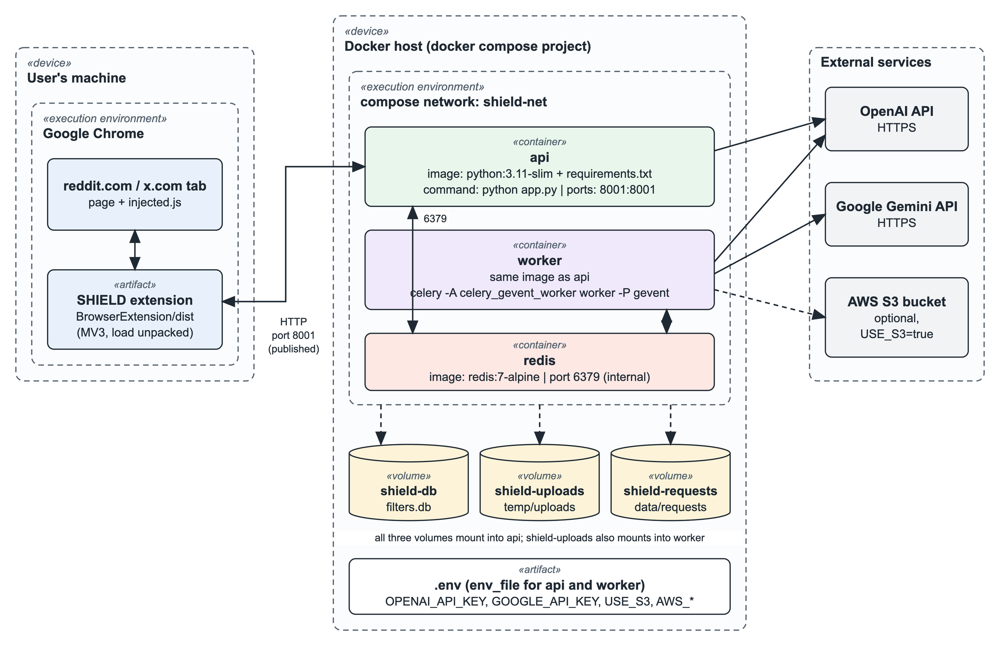 «device»
User's machine
«execution environment»
Google Chrome
reddit.com / x.com tab
page + injected.js
«artifact»
SHIELD extension
BrowserExtension/dist
(MV3, load unpacked)
HTTP
port 8001
(published)
«device»
Docker host (docker compose project)
«execution environment»
compose network: shield-net
«container»
api
image: python:3.11-slim + requirements.txt
command: python app.py | ports: 8001:8001
6379
«container»
worker
same image as api
celery -A celery_gevent_worker worker -P gevent
«container»
redis
image: redis:7-alpine | port 6379 (internal)
«volume»
shield-db
filters.db
«volume»
shield-uploads
temp/uploads
«volume»
shield-requests
data/requests
all three volumes mount into api; shield-uploads also mounts into worker
«artifact»
.env (env_file for api and worker)
OPENAI_API_KEY, GOOGLE_API_KEY, USE_S3, AWS_*
External services
OpenAI API
HTTPS
Google Gemini API
HTTPS
AWS S3 bucket
optional,
USE_S3=true